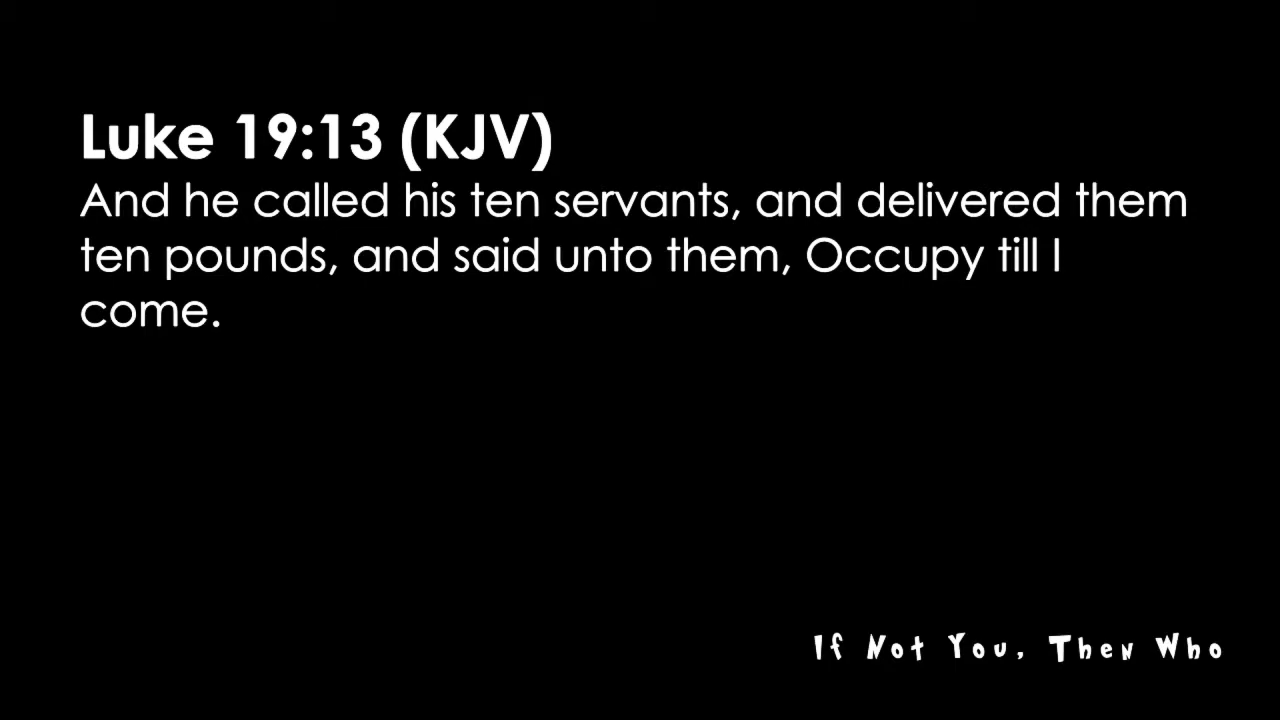 Luke 19:13 (KJV)
And he called his ten servants, and delivered them
ten pounds, and said unto them, Occupy till I
come.
If Not You, Then Who